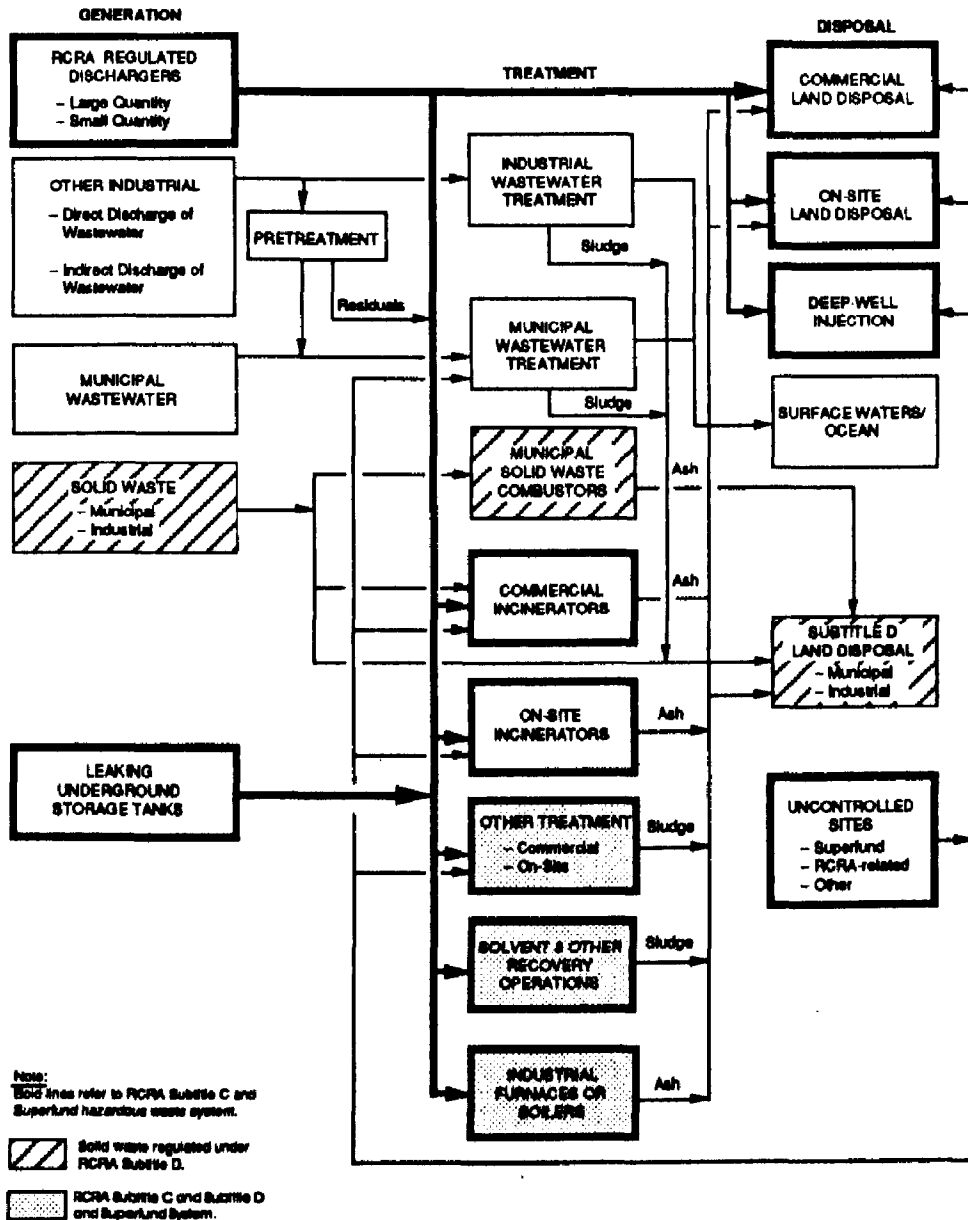 GENERATION
RCRA REGULATED
DISCHARGERS
– Large Quantity
– Small Quantity
OTHER INDUSTRIAL
– Direct Discharge of
Wastewater
– Indirect Discharge of
Wastewater
PRETREATMENT
Residuals
MUNICIPAL
WASTEWATER
SOLID WASTE
– Municipal
– Industrial
LEAKING
UNDERGROUND
STORAGE TANKS
TREATMENT
INDUSTRIAL
WASTEWATER
TREATMENT
Sludge
MUNICIPAL
WASTEWATER
TREATMENT
Sludge
MUNICIPAL
SOLID WASTE
COMBUSTORS
Ash
COMMERCIAL
INCINERATORS
Ash
ON-SITE
INCINERATORS
Ash
OTHER TREATMENT
– Commercial
– On-Site
Sludge
SOLVENT & OTHER
RECOVERY
OPERATIONS
Sludge
INDUSTRIAL
FURNACES OR
BOILERS
Ash
DISPOSAL
COMMERCIAL
LAND DISPOSAL
ON-SITE
LAND DISPOSAL
DEEP-WELL
INJECTION
SURFACE WATERS/
OCEAN
SUBTITLE D
LAND DISPOSAL
– Municipal
– Industrial
UNCONTROLLED
SITES
– Superfund
– RCRA-related
– Other
Note:
Bold lines refer to RCRA Subtitle C and
Superfund hazardous waste system.
Solid waste regulated under
RCRA Subtitle D.
RCRA Subtitle C and Subtitle D
and Superfund System.